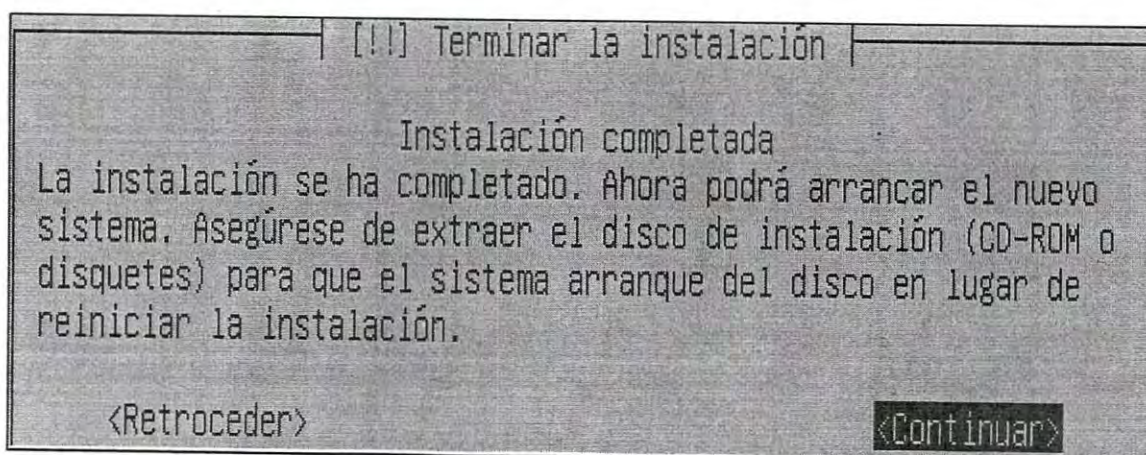 [!!] Terminar la instalación
Instalación completada
La instalación se ha completado. Ahora podrá arrancar el nuevo
sistema. Asegúrese de extraer el disco de instalación (CD-ROM o
disquetes) para que el sistema arranque del disco en lugar de
reiniciar la instalación.
<Retroceder> <Continuar>